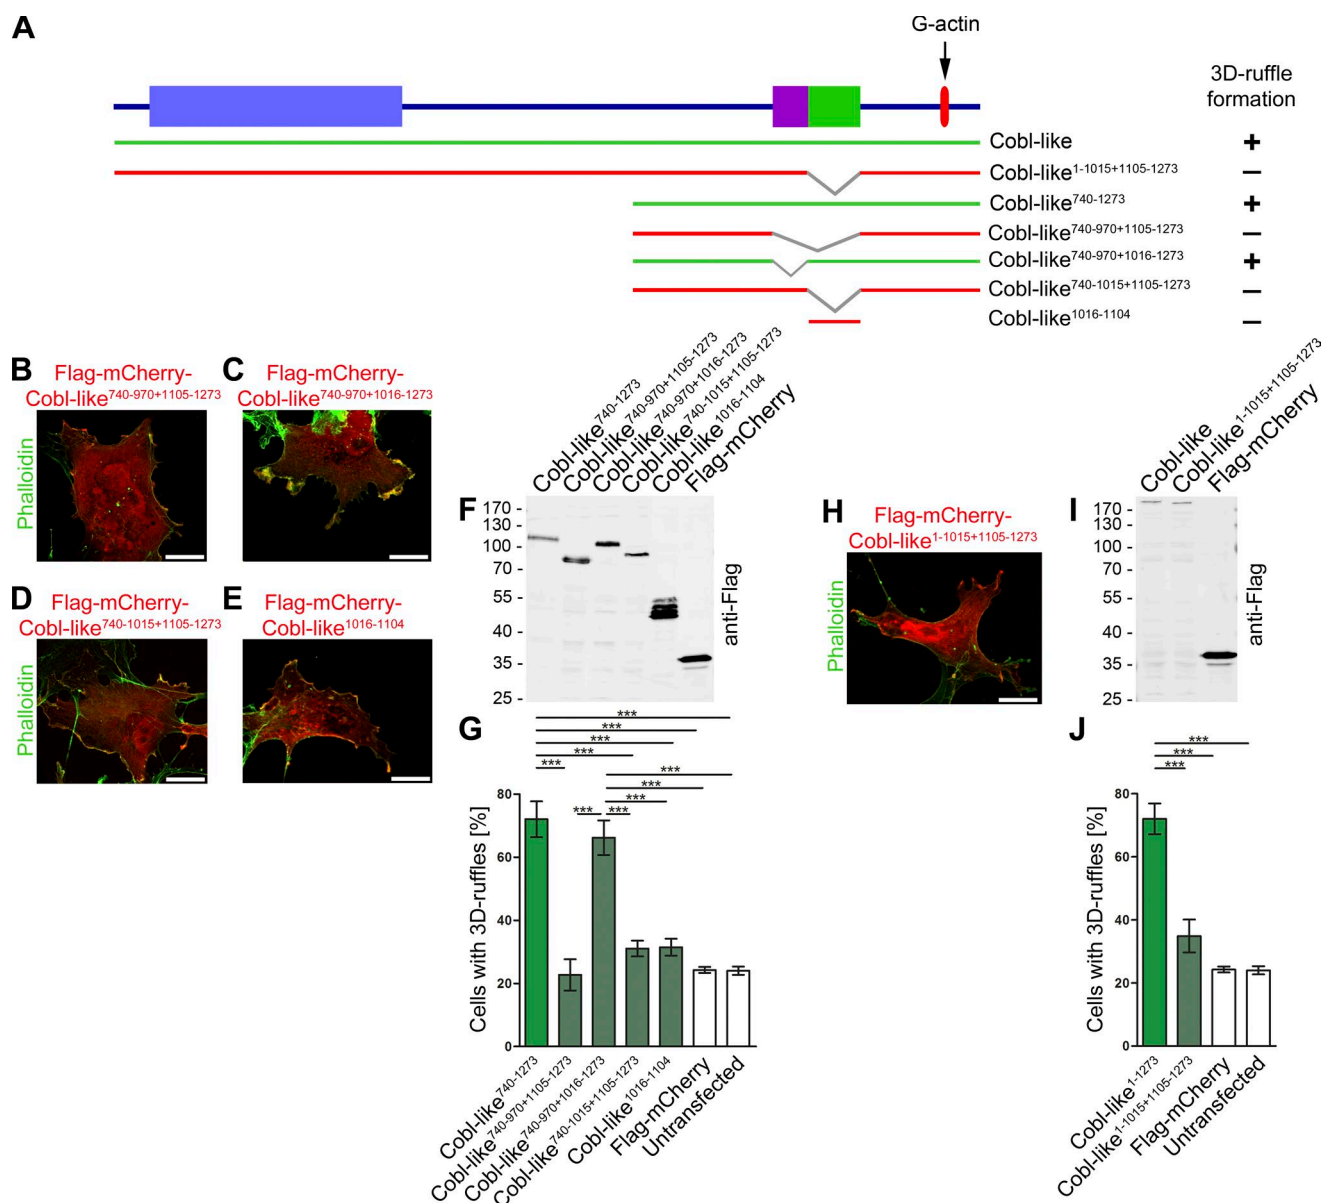 A
G-actin
3D-ruffle
formation
Cobl-like +
Cobl-like1-1015+1105-1273 –
Cobl-like740-1273 +
Cobl-like740-970+1105-1273 –
Cobl-like740-970+1016-1273 +
Cobl-like740-1015+1105-1273 –
Cobl-like1016-1104 –
B
Flag-mCherry-
Cobl-like740-970+1105-1273
Phalloidin
C
Flag-mCherry-
Cobl-like740-970+1016-1273
D
Flag-mCherry-
Cobl-like740-1015+1105-1273
Phalloidin
E
Flag-mCherry-
Cobl-like1016-1104
F
Cobl-like740-1273
Cobl-like740-970+1105-1273
Cobl-like740-970+1016-1273
Cobl-like740-1015+1105-1273
Cobl-like1016-1104
Flag-mCherry
170 -
130 -
100 -
70 -
55 -
40 -
35 -
25 -
anti-Flag
G
***
***
***
***
***
***
***
***
***
***
Cells with 3D-ruffles [%]
80
60
40
20
0
Cobl-like740-1273
Cobl-like740-970+1105-1273
Cobl-like740-970+1016-1273
Cobl-like740-1015+1105-1273
Cobl-like1016-1104
Flag-mCherry
Untransfected
H
Flag-mCherry-
Cobl-like1-1015+1105-1273
Phalloidin
I
Cobl-like
Cobl-like1-1015+1105-1273
Flag-mCherry
170 -
130 -
100 -
70 -
55 -
40 -
35 -
25 -
anti-Flag
J
***
***
***
Cells with 3D-ruffles [%]
80
60
40
20
0
Cobl-like1-1273
Cobl-like1-1015+1105-1273
Flag-mCherry
Untransfected